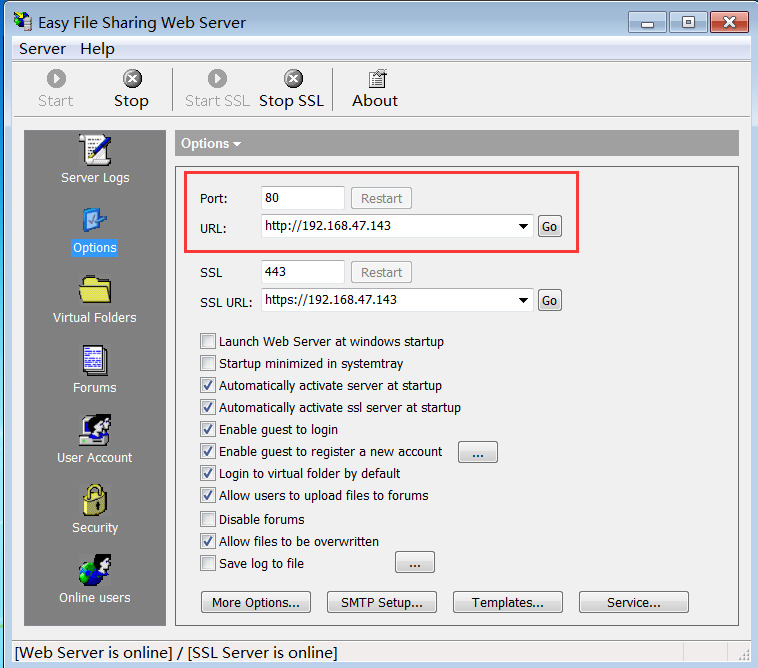 Easy File Sharing Web Server
Server Help
Start Stop Start SSL Stop SSL About
Server Logs
Options
Virtual Folders
Forums
User Account
Security
Online users
Options
Port: 80 Restart
URL: http://192.168.47.143 Go
SSL 443 Restart
SSL URL: https://192.168.47.143 Go
Launch Web Server at windows startup
Startup minimized in systemtray
Automatically activate server at startup
Automatically activate ssl server at startup
Enable guest to login
Enable guest to register a new account ...
Login to virtual folder by default
Allow users to upload files to forums
Disable forums
Allow files to be overwritten
Save log to file ...
More Options... SMTP Setup... Templates... Service...
[Web Server is online] / [SSL Server is online]